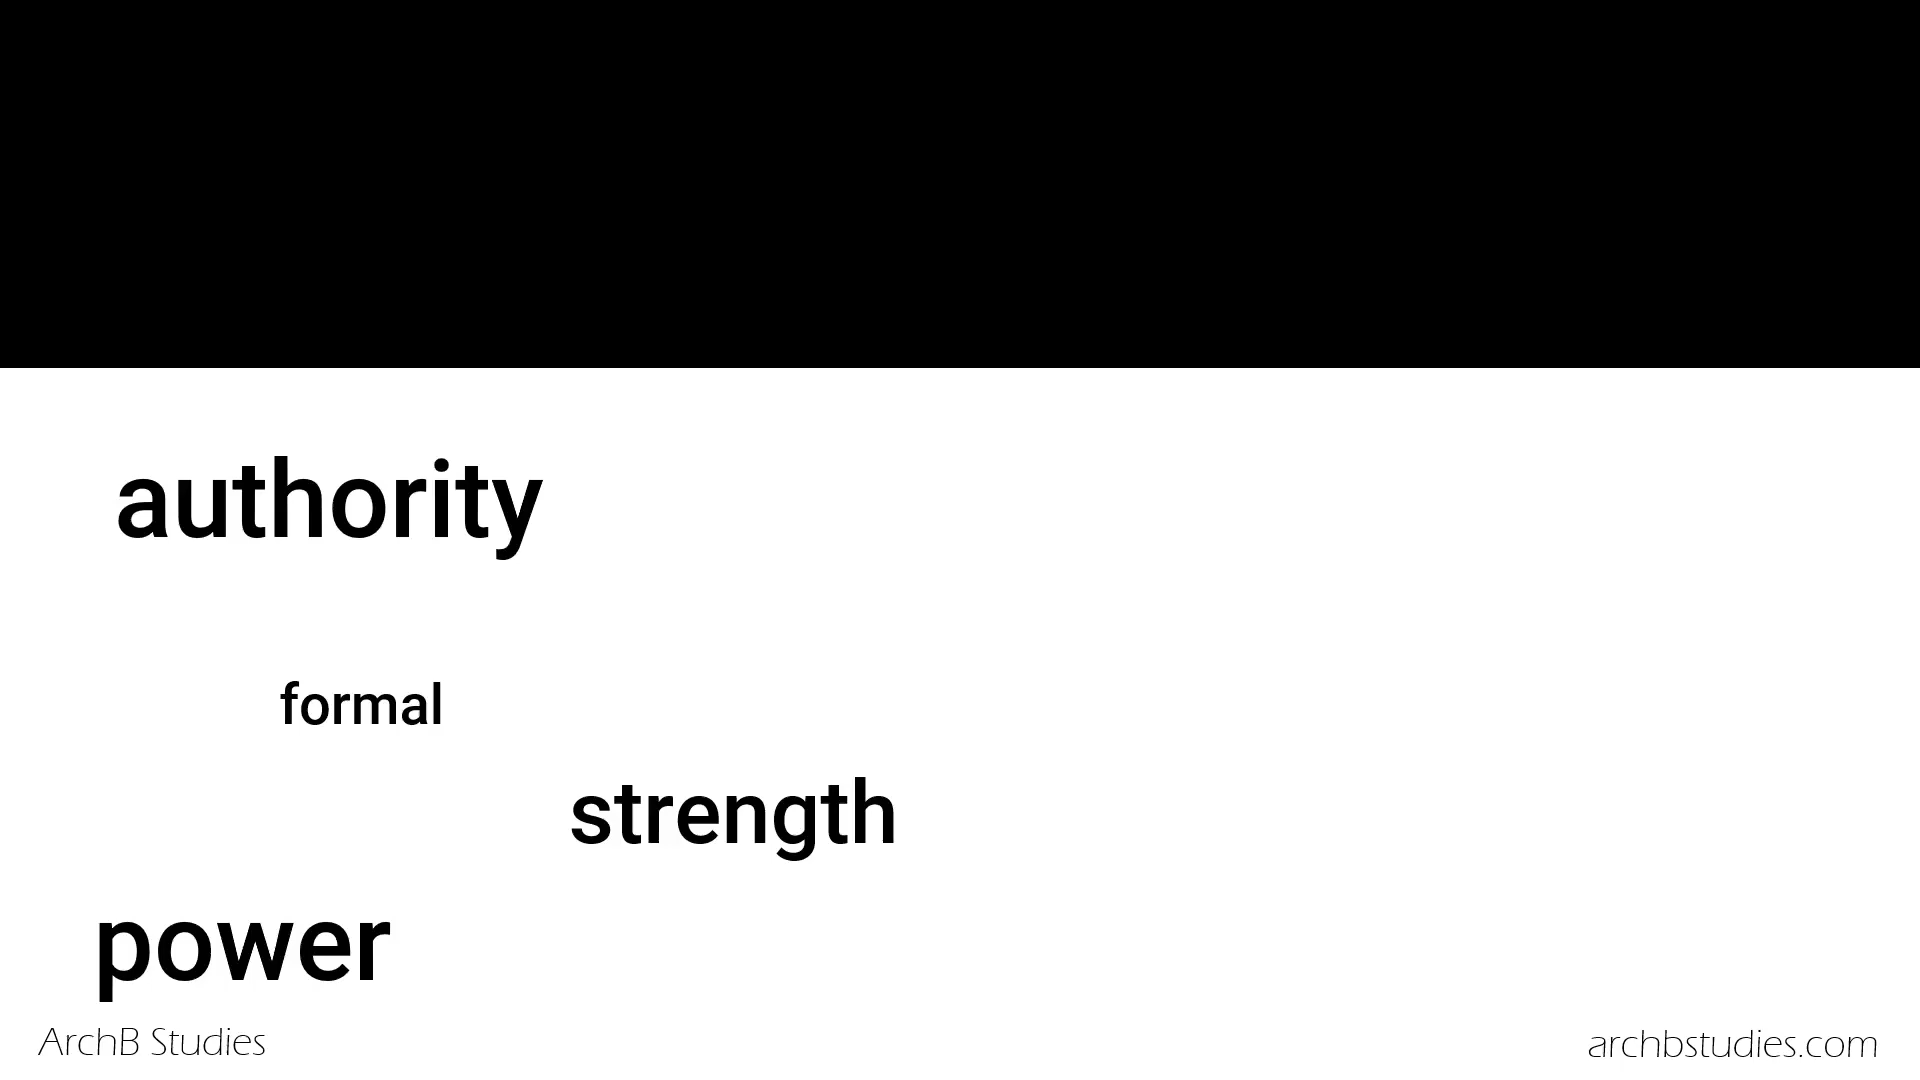 authority
formal
strength
power
ArchB Studies
archbstudies.com